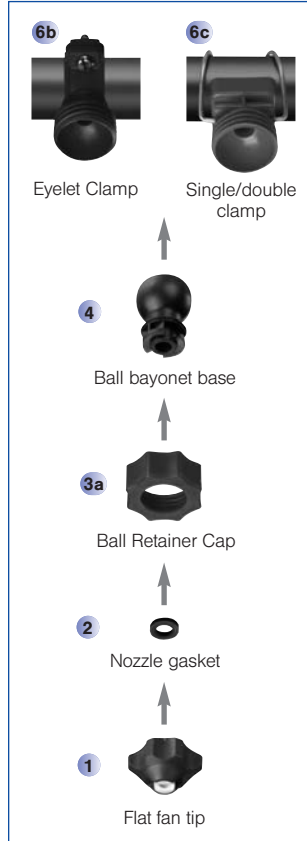 6b
6c
Eyelet Clamp
Single/double
clamp
4
Ball bayonet base
3a
Ball Retainer Cap
2
Nozzle gasket
1
Flat fan tip